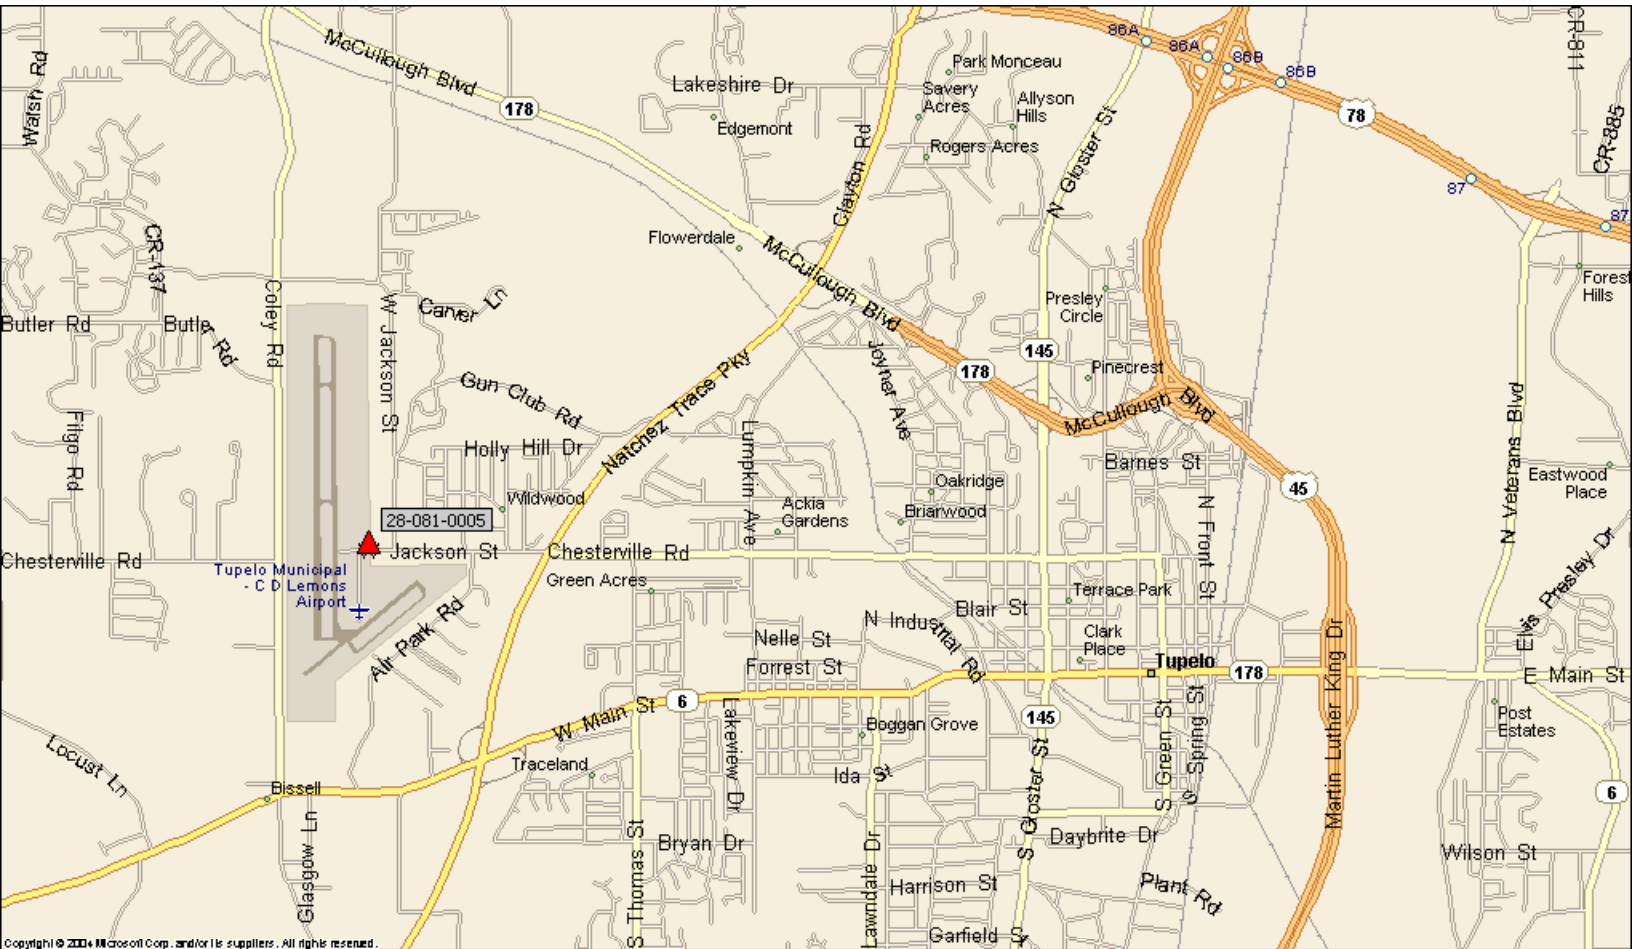 86A
86A
86B
86B
CR-811
Walsh Rd
McCullough Blvd
Park Monceau
Lakeshire Dr
Savery
Acres
Allyson
Hills
178
78
Edgemont
Clayton Rd
N Gloster St
CR-885
Rogers Acres
87
87
CR-137
Flowerdale
McCullough Blvd
Forest
Hills
Coley Rd
W Jackson St
Carver Ln
Presley
Circle
Butler Rd
Butle
Rd
145
Joyner Ave
178
Pinecrest
Natchez Trace Pky
Gun Club Rd
McCullough Blvd
N Veterans Blvd
Filgo Rd
Lumpkin Ave
Holly Hill Dr
Barnes St
Eastwood
Place
Oakridge
45
Wildwood
Ackia
Gardens
Briarwood
N Front St
28-081-0005
Chesterville Rd
Jackson St
Chesterville Rd
Elvis Presley Dr
Tupelo Municipal
- C D Lemons
Airport
Green Acres
Terrace Park
Air Park Rd
Blair St
N Industrial Rd
Nelle St
Clark
Place
Forrest St
Tupelo
178
Martin Luther King Dr
E Main St
6
W Main St
Lakeview Dr
145
S Green St
S Spring St
Boggan Grove
Post
Estates
Locust Ln
Traceland
Ida St
Bissell
6
S Gloster St
Glasgow Ln
S Thomas St
Bryan Dr
Lawndale Dr
Daybrite Dr
Wilson St
Harrison St
Plant Rd
Garfield St
Copyright © 2004 Microsoft Corp. and/or its suppliers. All rights reserved.